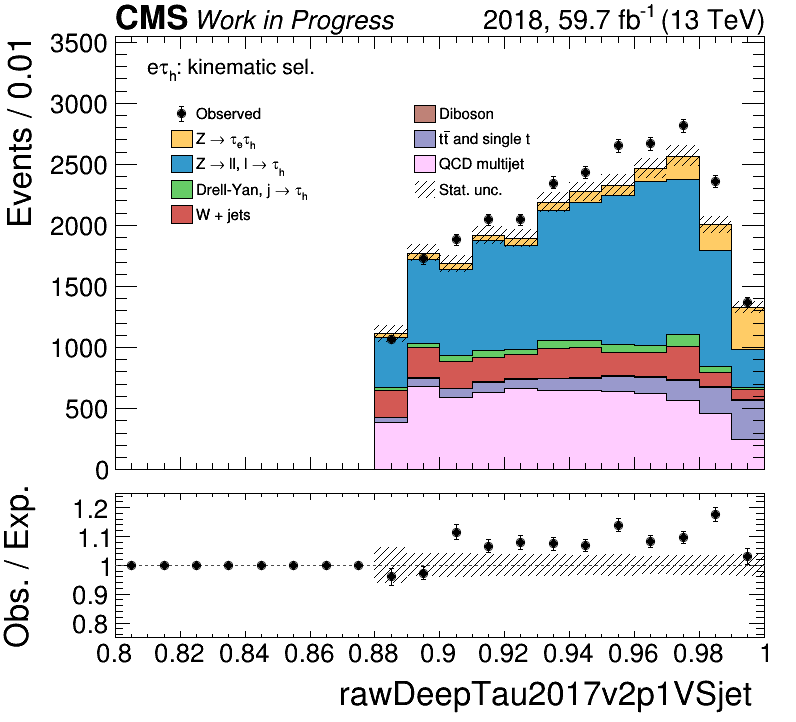 CMS Work in Progress 2018, 59.7 fb⁻¹ (13 TeV)
Events / 0.01
3500
3000
2500
2000
1500
1000
500
0
eτₕ: kinematic sel.
Observed
Z → τₑτₕ
Z → ll, l → τₕ
Drell-Yan, j → τₕ
W + jets
Diboson
tt̄ and single t
QCD multijet
Stat. unc.
Obs. / Exp.
1.2
1.1
1
0.9
0.8
0.8 0.82 0.84 0.86 0.88 0.9 0.92 0.94 0.96 0.98 1
rawDeepTau2017v2p1VSjet